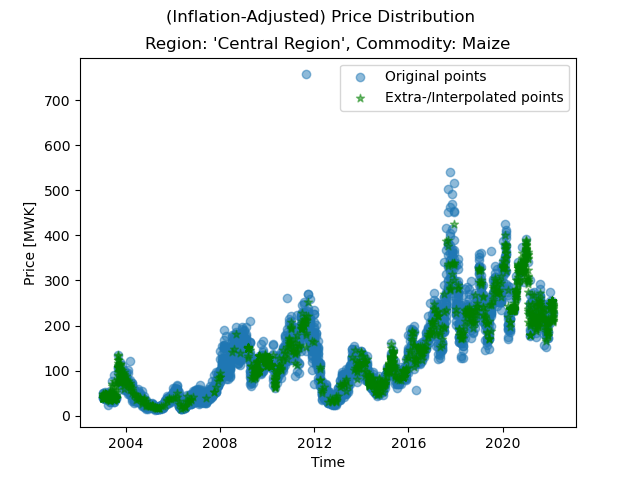 (Inflation-Adjusted) Price Distribution
Region: 'Central Region', Commodity: Maize
Original points
Extra-/Interpolated points
700
600
500
400
300
200
100
0
Price [MWK]
2004 2008 2012 2016 2020
Time